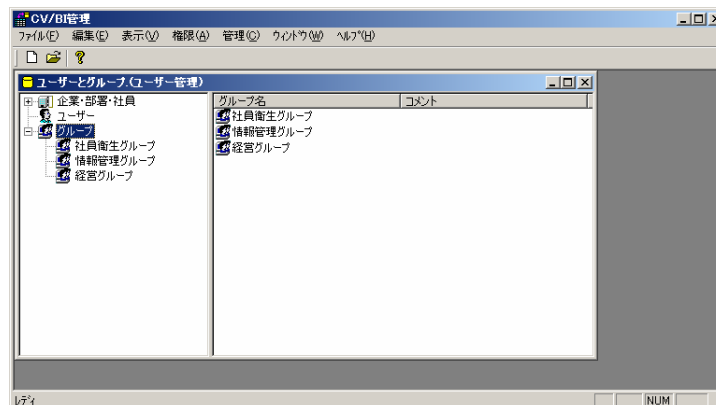 CV/BI管理
ファイル(F) 編集(E) 表示(V) 権限(A) 管理(C) ウィンドウ(W) ヘルプ(H)
ユーザーとグループ.(ユーザー管理)
企業・部署・社員
ユーザー
グループ
社員衛生グループ
情報管理グループ
経営グループ
グループ名 コメント
社員衛生グループ
情報管理グループ
経営グループ
レディ NUM